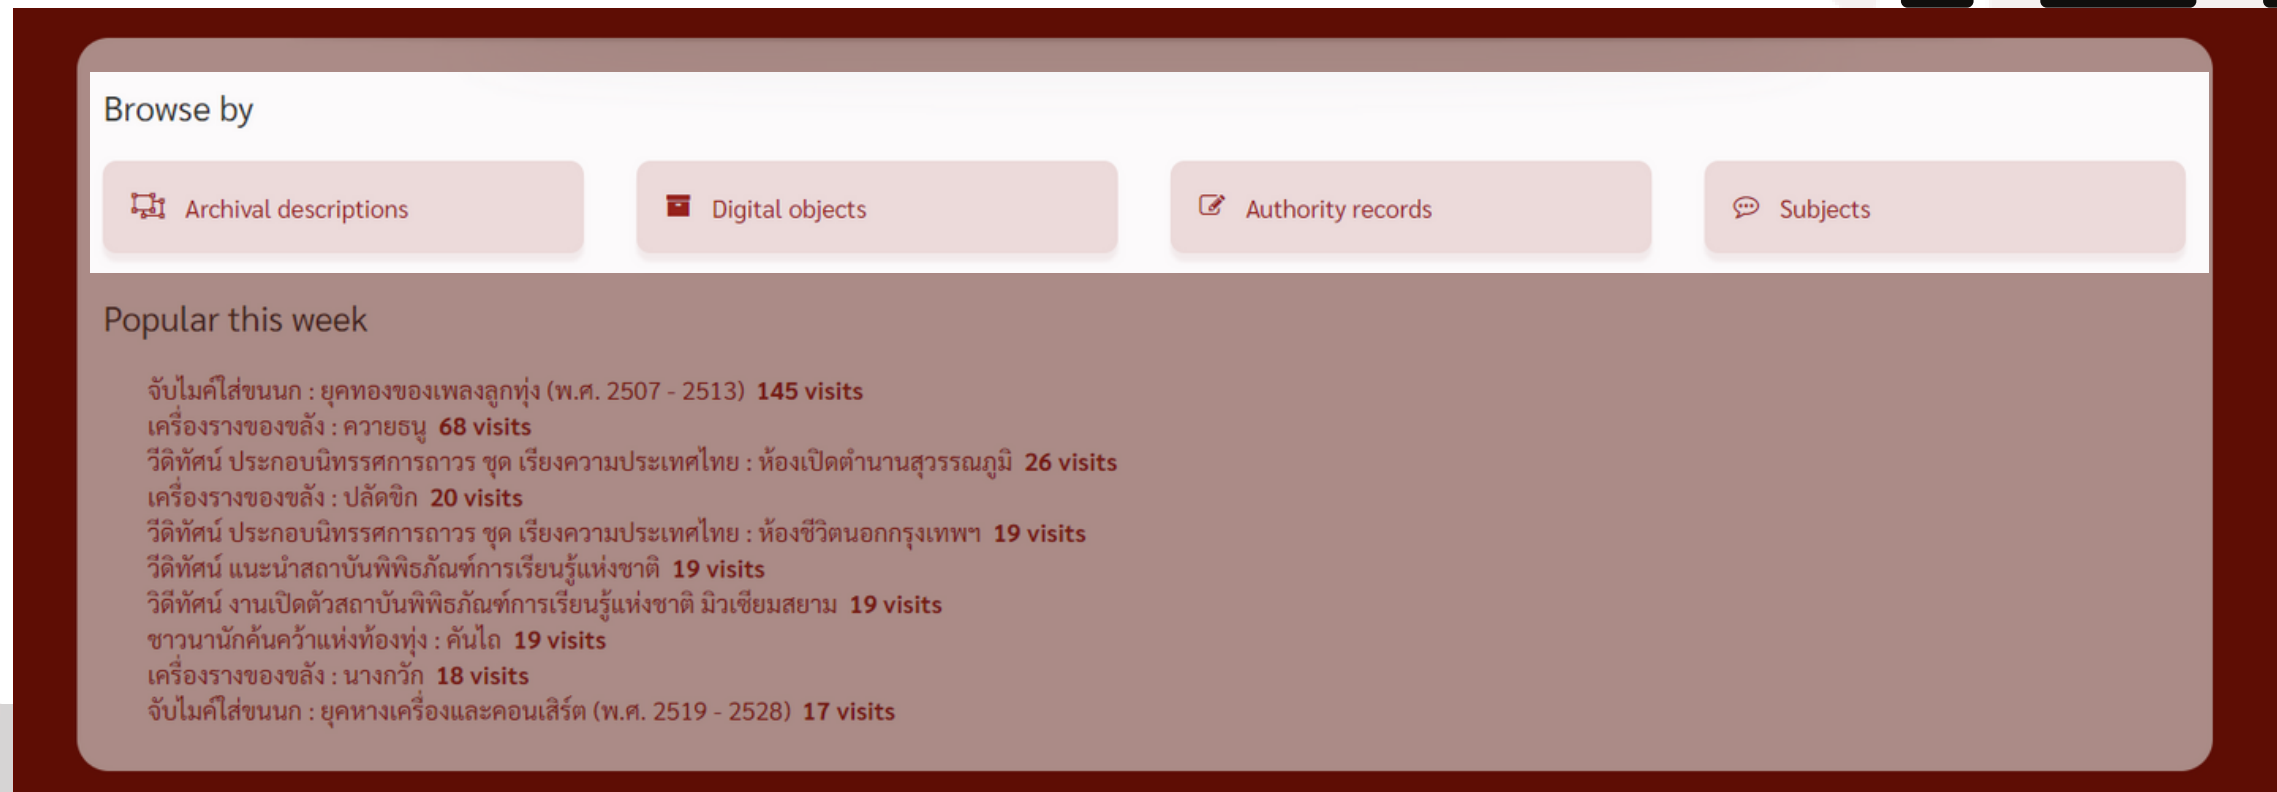 Browse by
Archival descriptions
Digital objects
Authority records
Subjects
Popular this week
จับไมค์ใส่ขนนก : ยุคทองของเพลงลูกทุ่ง (พ.ศ. 2507 - 2513) 145 visits
เครื่องรางของขลัง : ควายธนู 68 visits
วีดิทัศน์ ประกอบนิทรรศการถาวร ชุด เรียงความประเทศไทย : ห้องเปิดตำนานสุวรรณภูมิ 26 visits
เครื่องรางของขลัง : ปลัดขิก 20 visits
วีดิทัศน์ ประกอบนิทรรศการถาวร ชุด เรียงความประเทศไทย : ห้องชีวิตนอกกรุงเทพฯ 19 visits
วีดิทัศน์ แนะนำสถาบันพิพิธภัณฑ์การเรียนรู้แห่งชาติ 19 visits
วิดีทัศน์ งานเปิดตัวสถาบันพิพิธภัณฑ์การเรียนรู้แห่งชาติ มิวเซียมสยาม 19 visits
ชาวนานักค้นคว้าแห่งท้องทุ่ง : คันไถ 19 visits
เครื่องรางของขลัง : นางกวัก 18 visits
จับไมค์ใส่ขนนก : ยุคหางเครื่องและคอนเสิร์ต (พ.ศ. 2519 - 2528) 17 visits